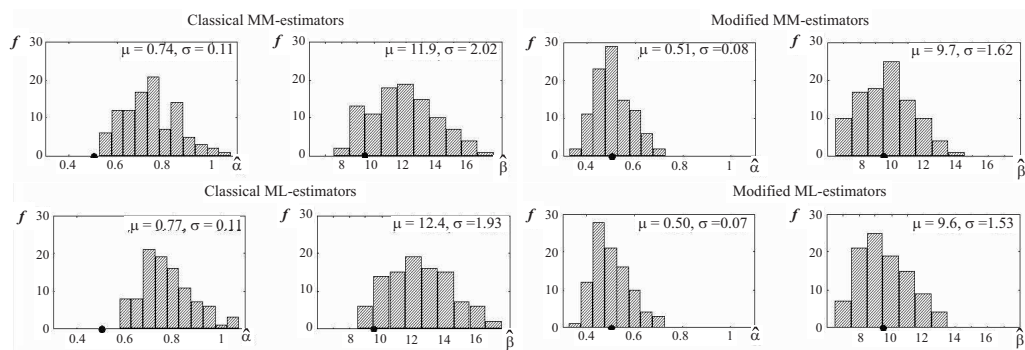 Classical MM-estimators
Modified MM-estimators
f 30 μ = 0.74, σ = 0.11 30 μ = 11.9, σ = 2.02 f 30 μ = 0.51, σ =0.08 30 μ = 9.7, σ = 1.62
20 20 20 20
10 10 10 10
0 0 0 0
0.4 0.6 0.8 1 α̂ 8 10 12 14 16 β̂ 0.4 0.6 0.8 1 α̂ 8 10 12 14 16 β̂
Classical ML-estimators
Modified ML-estimators
f 30 μ = 0.77, σ = 0.11 30 μ = 12.4, σ = 1.93 f 30 μ = 0.50, σ =0.07 30 μ = 9.6, σ =1.53
20 20 20 20
10 10 10 10
0 0 0 0
0.4 0.6 0.8 1 α̂ 8 10 12 14 16 β̂ 0.4 0.6 0.8 1 α̂ 8 10 12 14 16 β̂